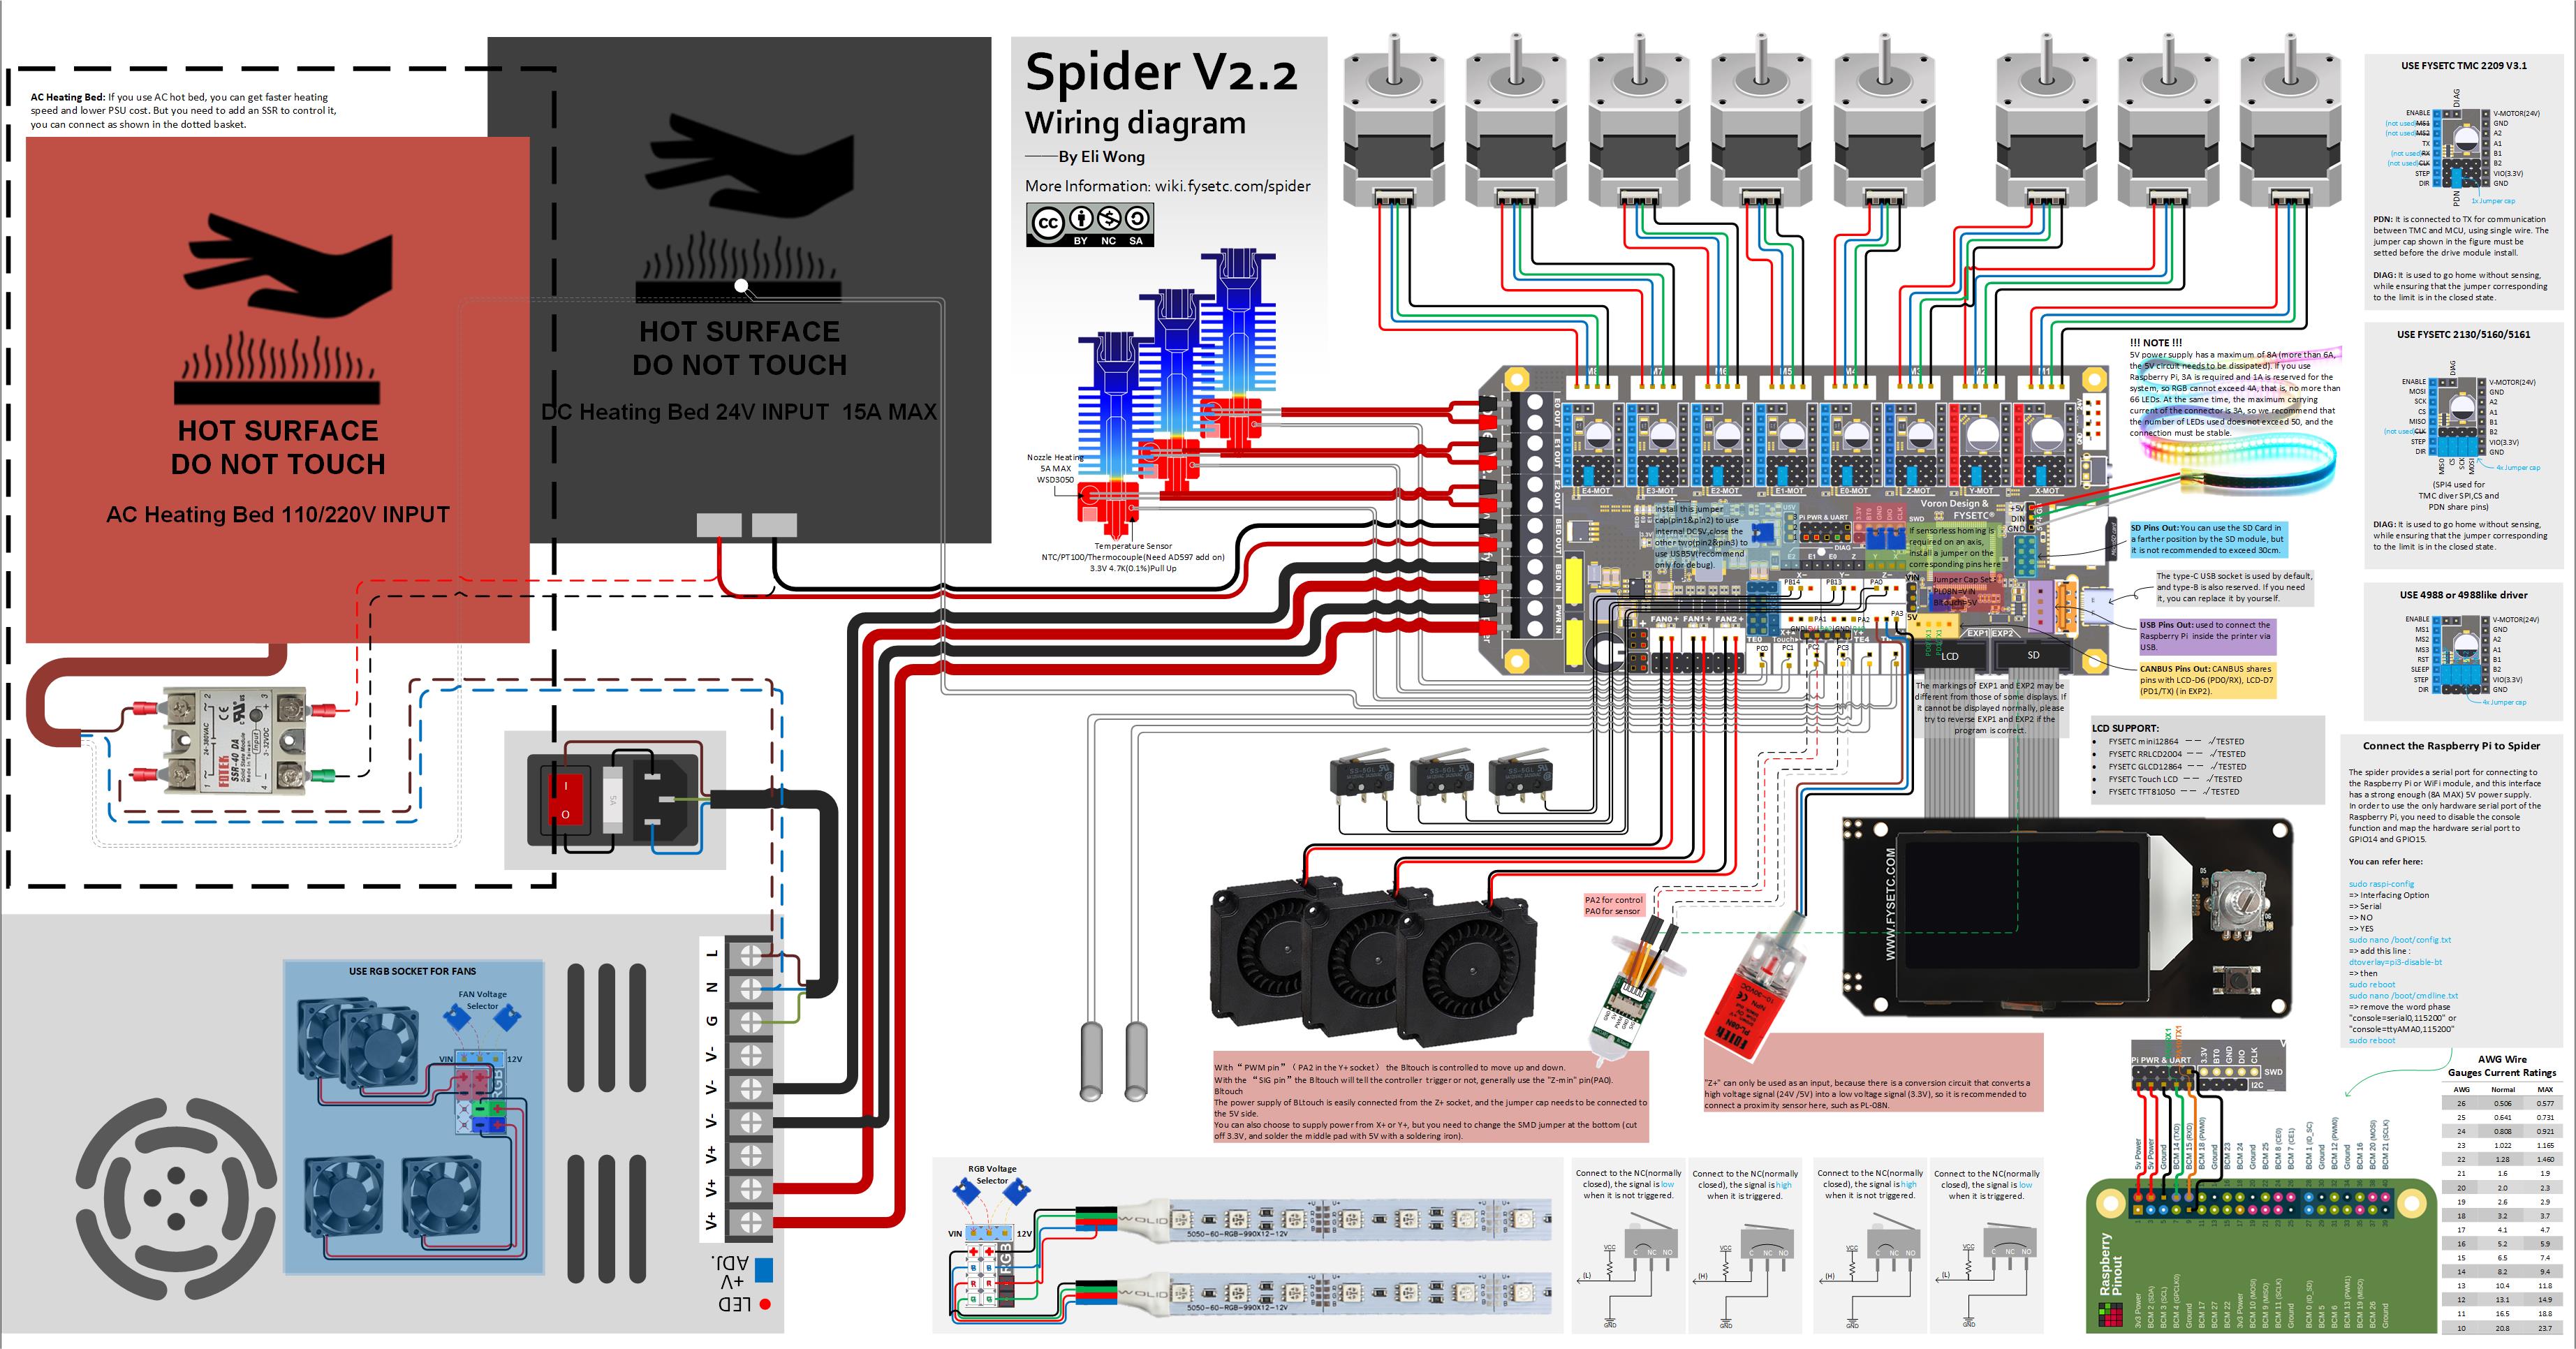 AC Heating Bed: If you use AC hot bed, you can get faster heating
speed and lower PSU cost. But you need to add an SSR to control it,
you can connect as shown in the dotted basket.
HOT SURFACE
DO NOT TOUCH
AC Heating Bed 110/220V INPUT
HOT SURFACE
DO NOT TOUCH
DC Heating Bed 24V INPUT 15A MAX
Spider V2.2
Wiring diagram
——By Eli Wong
More Information: wiki.fysetc.com/spider
CC BY NC SA
Nozzle Heating
5A MAX
WSD3050
Temperature Sensor
NTC/PT100/Thermocouple(Need AD597 add on)
3.3V 4.7K(0.1%)Pull Up
FOTEK
SSR-40 DA
Solid State Module
24-380VAC
Input
3-32VDC
I
O
5A
USE RGB SOCKET FOR FANS
FAN Voltage
Selector
VIN
12V
RGB
L
N
G
V-
V-
V-
V+
V+
V+
+V
ADJ.
LED
E0 OUT
E1 OUT
E2 OUT
BED OUT
BED IN
PWR IN
M8
M7
M6
M5
M4
M3
M2
M1
E4-MOT
E3-MOT
E2-MOT
E1-MOT
E0-MOT
Z-MOT
Y-MOT
X-MOT
Voron Design &
FYSETC
Install this jumper
cap(pin1&pin2) to use
internal DC5V,close the
other two(pin2&pin3) to
use USB5V(recommend
only for debug).
Pi PWR & UART
SWD
DIAG
If sensorless homing is
required on an axis,
install a jumper on the
corresponding pins here
Jumper Cap Set:
PL08N=VIN
Bltouch=5V
+5V
DIN
GND
FAN0+
FAN1+
FAN2+
TE0
TE4
PB14
PB13
PA0
PA1
PA2
PA3
PC0
PC1
PC2
PC3
VIN
5V
EXP1
EXP2
LCD
SD
The markings of EXP1 and EXP2 may be
different from those of some displays. If
it cannot be displayed normally, please
try to reverse EXP1 and EXP2 if the
program is correct.
!!! NOTE !!!
5V power supply has a maximum of 8A (more than 6A,
the 5V circuit needs to be dissipated). If you use
Raspberry Pi, 3A is required and 1A is reserved for the
system, so RGB cannot exceed 4A, that is, no more than
66 LEDs. At the same time, the maximum carrying
current of the connector is 3A, so we recommend that
the number of LEDs used does not exceed 50, and the
connection must be stable.
SD Pins Out: You can use the SD Card in
a farther position by the SD module, but
it is not recommended to exceed 30cm.
The type-C USB socket is used by default,
and type-B is also reserved. If you need
it, you can replace it by yourself.
USB Pins Out: used to connect the
Raspberry Pi inside the printer via
USB.
CANBUS Pins Out: CANBUS shares
pins with LCD-D6 (PD0/RX), LCD-D7
(PD1/TX) (in EXP2).
LCD SUPPORT:
• FYSETC mini12864 — — √TESTED
• FYSETC RRLCD2004 — — √TESTED
• FYSETC GLCD12864 — — √TESTED
• FYSETC Touch LCD — — √TESTED
• FYSETC TFT81050 — — √TESTED
WWW.FYSETC.COM
PA2 for control
PA0 for sensor
With “ PWM pin” （ PA2 in the Y+ socket） the Bltouch is controlled to move up and down.
With the “SIG pin” the Bltouch will tell the controller trigger or not, generally use the "Z-min" pin(PA0).
Bltouch
The power supply of BLtouch is easily connected from the Z+ socket, and the jumper cap needs to be connected to
the 5V side.
You can also choose to supply power from X+ or Y+, but you need to change the SMD jumper at the bottom (cut
off 3.3V, and solder the middle pad with 5V with a soldering iron).
"Z+" can only be used as an input, because there is a conversion circuit that converts a
high voltage signal (24V /5V) into a low voltage signal (3.3V), so it is recommended to
connect a proximity sensor here, such as PL-08N.
RGB Voltage
Selector
VIN
12V
RGB
WOLID
5050-60-RGB-990X12-12V
WOLID
5050-60-RGB-990X12-12V
Connect to the NC(normally
closed), the signal is low
when it is not triggered.
VCC
C NC NO
(L)
GND
Connect to the NC(normally
closed), the signal is high
when it is triggered.
VCC
C NC NO
(H)
GND
Connect to the NC(normally
closed), the signal is high
when it is not triggered.
VCC
C NC NO
(H)
GND
Connect to the NC(normally
closed), the signal is low
when it is triggered.
VCC
C NC NO
(L)
GND
USE FYSETC TMC 2209 V3.1
DIAG
ENABLE
(not used)MS1
(not used)MS2
TX
(not used)RX
(not used)CLK
STEP
DIR
V-MOTOR(24V)
GND
A2
A1
B1
B2
VIO(3.3V)
GND
PDN
1x Jumper cap
PDN: It is connected to TX for communication
between TMC and MCU, using single wire. The
jumper cap shown in the figure must be
setted before the drive module install.
DIAG: It is used to go home without sensing,
while ensuring that the jumper corresponding
to the limit is in the closed state.
USE FYSETC 2130/5160/5161
DIAG
ENABLE
MOSI
SCK
CS
MISO
(not used)CLK
STEP
DIR
V-MOTOR(24V)
GND
A2
A1
B1
B2
VIO(3.3V)
GND
MISO
CS
SCK
MOSI
4x Jumper cap
(SPI4 used for
TMC diver SPI,CS and
PDN share pins)
DIAG: It is used to go home without sensing,
while ensuring that the jumper corresponding
to the limit is in the closed state.
USE 4988 or 4988like driver
ENABLE
MS1
MS2
MS3
RST
SLEEP
STEP
DIR
V-MOTOR(24V)
GND
A2
A1
B1
B2
VIO(3.3V)
GND
4x Jumper cap
Connect the Raspberry Pi to Spider
The spider provides a serial port for connecting to
the Raspberry Pi or WiFi module, and this interface
has a strong enough (8A MAX) 5V power supply.
In order to use the only hardware serial port of the
Raspberry Pi, you need to disable the console
function and map the hardware serial port to
GPIO14 and GPIO15.
You can refer here:
sudo raspi-config
=> Interfacing Option
=> Serial
=> NO
=> YES
sudo nano /boot/config.txt
=> add this line :
dtoverlay=pi3-disable-bt
=> then
sudo reboot
sudo nano /boot/cmdline.txt
=> remove the word phase
"console=serial0,115200" or
"console=ttyAMA0,115200"
sudo reboot
Pi PWR & UART
3.3V
BT0
GND
DIO
CLK
SWD
I2C
5v Power
5v Power
Ground
BCM 14 (TXD)
BCM 15 (RXD)
BCM 18 (PWM0)
Ground
BCM 23
BCM 24
Ground
BCM 25
BCM 8 (CE0)
BCM 7 (CE1)
BCM 1 (ID_SC)
Ground
BCM 12 (PWM0)
Ground
BCM 16
BCM 20 (MOSI)
BCM 21 (SCLK)
Raspberry
Pinout
3v3 Power
BCM 2 (SDA)
BCM 3 (SCL)
BCM 4 (GPCLK0)
Ground
BCM 17
BCM 27
BCM 22
3v3 Power
BCM 10 (MOSI)
BCM 9 (MISO)
BCM 11 (SCLK)
Ground
BCM 0 (ID_SD)
BCM 5
BCM 6
BCM 13 (PWM1)
BCM 19 (MISO)
BCM 26
Ground
AWG Wire
Gauges Current Ratings
AWG Normal MAX
26 0.506 0.577
25 0.641 0.731
24 0.808 0.921
23 1.022 1.165
22 1.28 1.460
21 1.6 1.9
20 2.0 2.3
19 2.6 2.9
18 3.2 3.7
17 4.1 4.7
16 5.2 5.9
15 6.5 7.4
14 8.2 9.4
13 10.4 11.8
12 13.1 14.9
11 16.5 18.8
10 20.8 23.7